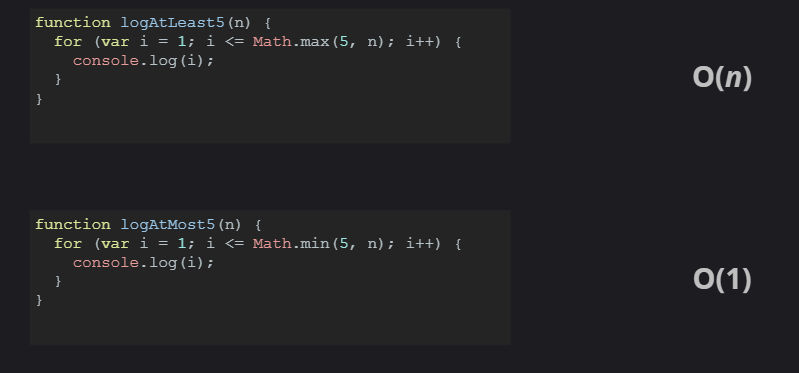 function logAtLeast5(n) {
  for (var i = 1; i <= Math.max(5, n); i++) {
    console.log(i);
  }
}
O(n)
function logAtMost5(n) {
  for (var i = 1; i <= Math.min(5, n); i++) {
    console.log(i);
  }
}
O(1)